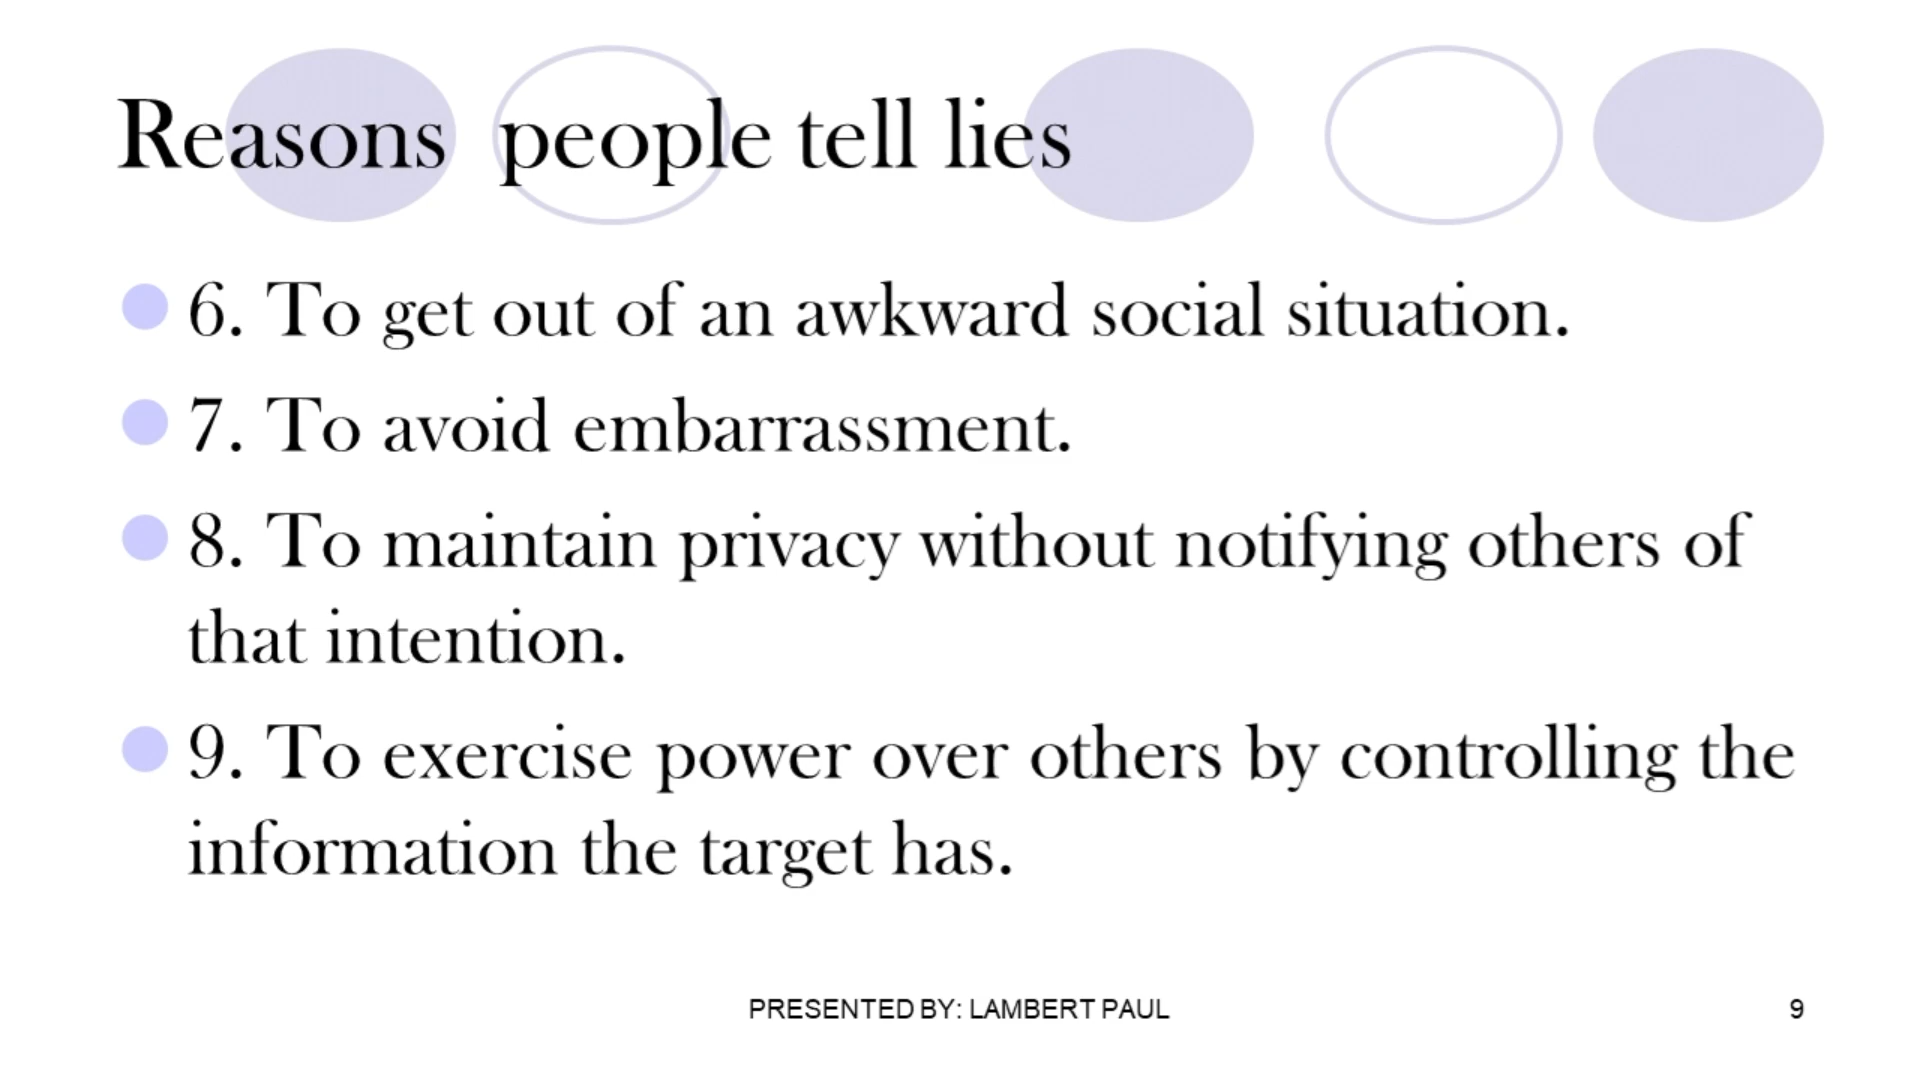 Reasons people tell lies
6. To get out of an awkward social situation.
7. To avoid embarrassment.
8. To maintain privacy without notifying others of
that intention.
9. To exercise power over others by controlling the
information the target has.
PRESENTED BY: LAMBERT PAUL
9